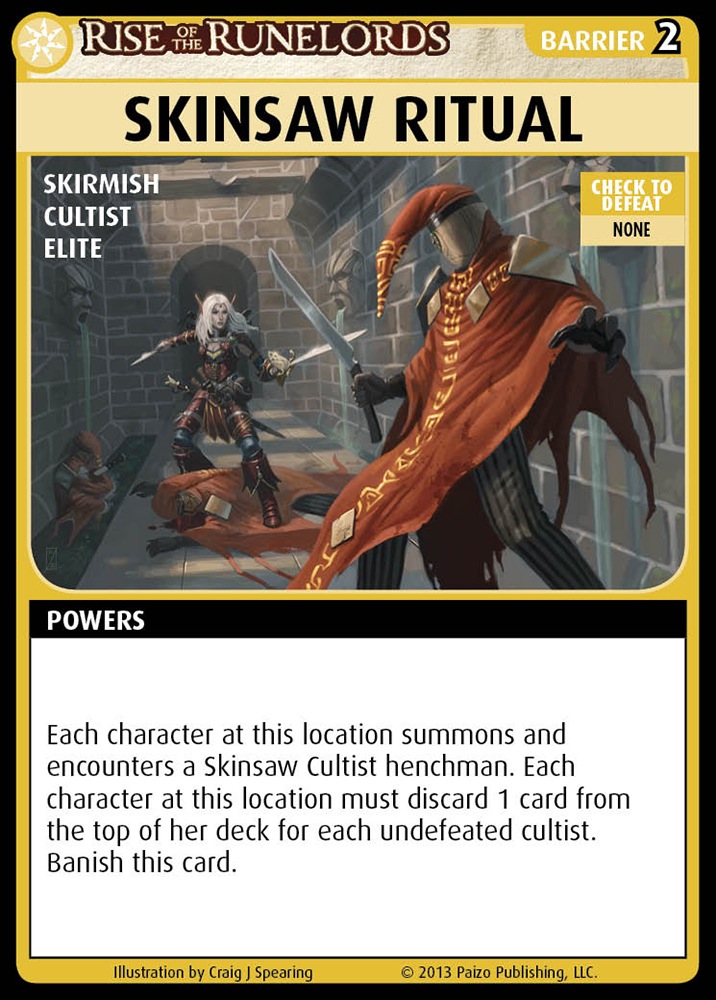 RISE OF THE RUNELORDS
BARRIER 2
SKINSAW RITUAL
SKIRMISH
CULTIST
ELITE
CHECK TO
DEFEAT
NONE
POWERS
Each character at this location summons and
encounters a Skinsaw Cultist henchman. Each
character at this location must discard 1 card from
the top of her deck for each undefeated cultist.
Banish this card.
Illustration by Craig J Spearing
© 2013 Paizo Publishing, LLC.